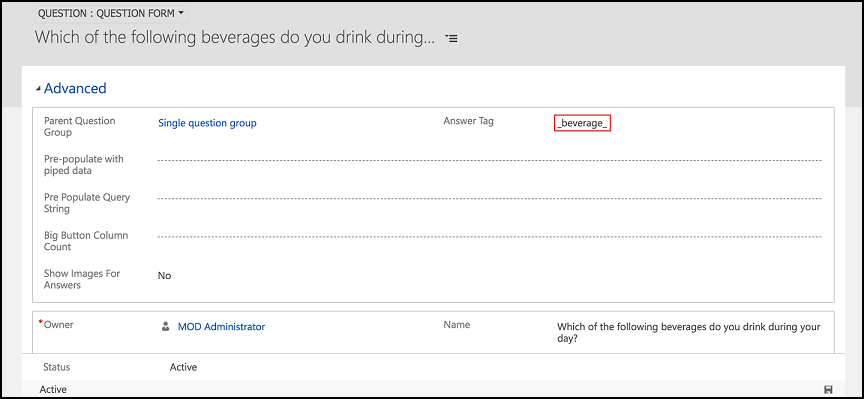 QUESTION : QUESTION FORM
Which of the following beverages do you drink during...
Advanced
Parent Question
Group
Single question group
Answer Tag
_beverage_
Pre-populate with
piped data
Pre Populate Query
String
Big Button Column
Count
Show Images For
Answers
No
*Owner
MOD Administrator
Name
Which of the following beverages do you drink during your
day?
Status
Active
Active